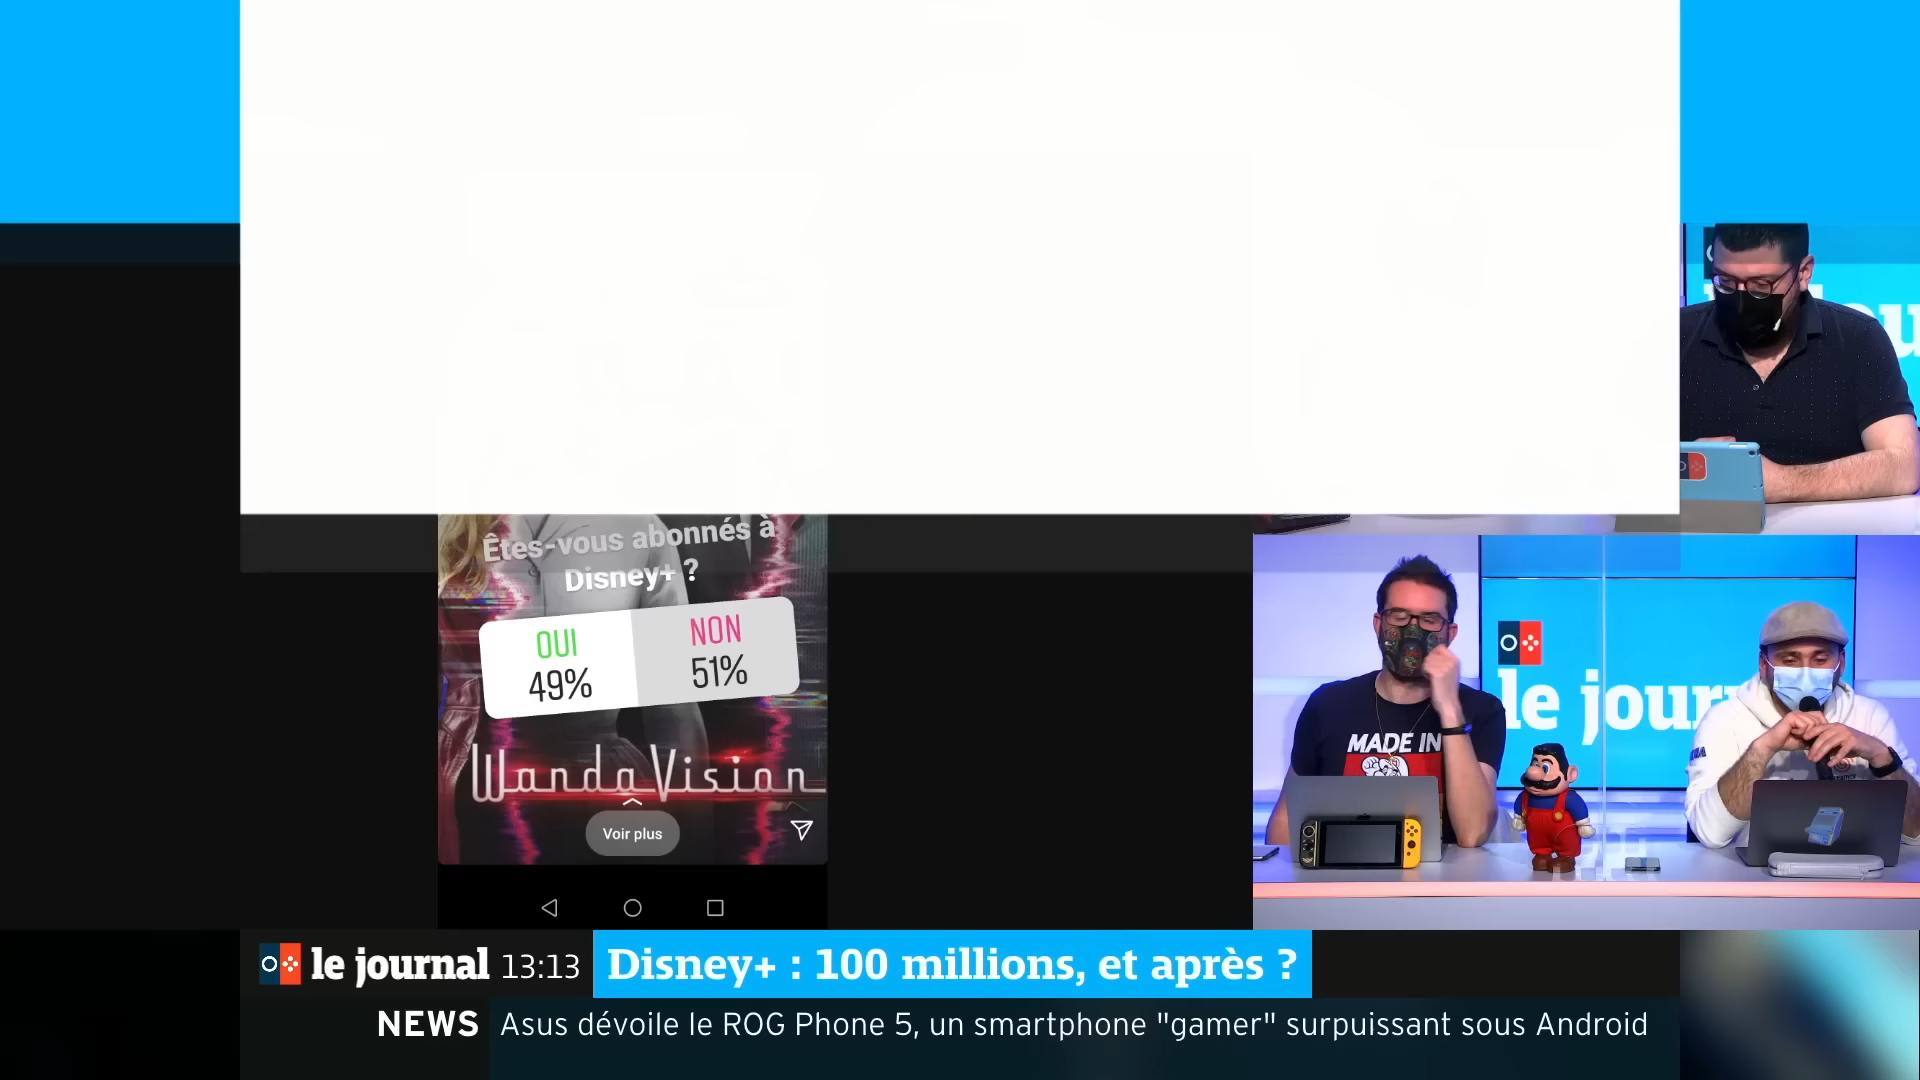 Êtes-vous abonnés à
Disney+ ?
OUI
49%
NON
51%
WandaVision
Voir plus
MADE IN
le journ
le journal 13:13
Disney+ : 100 millions, et après ?
NEWS
Asus dévoile le ROG Phone 5, un smartphone "gamer" surpuissant sous Android